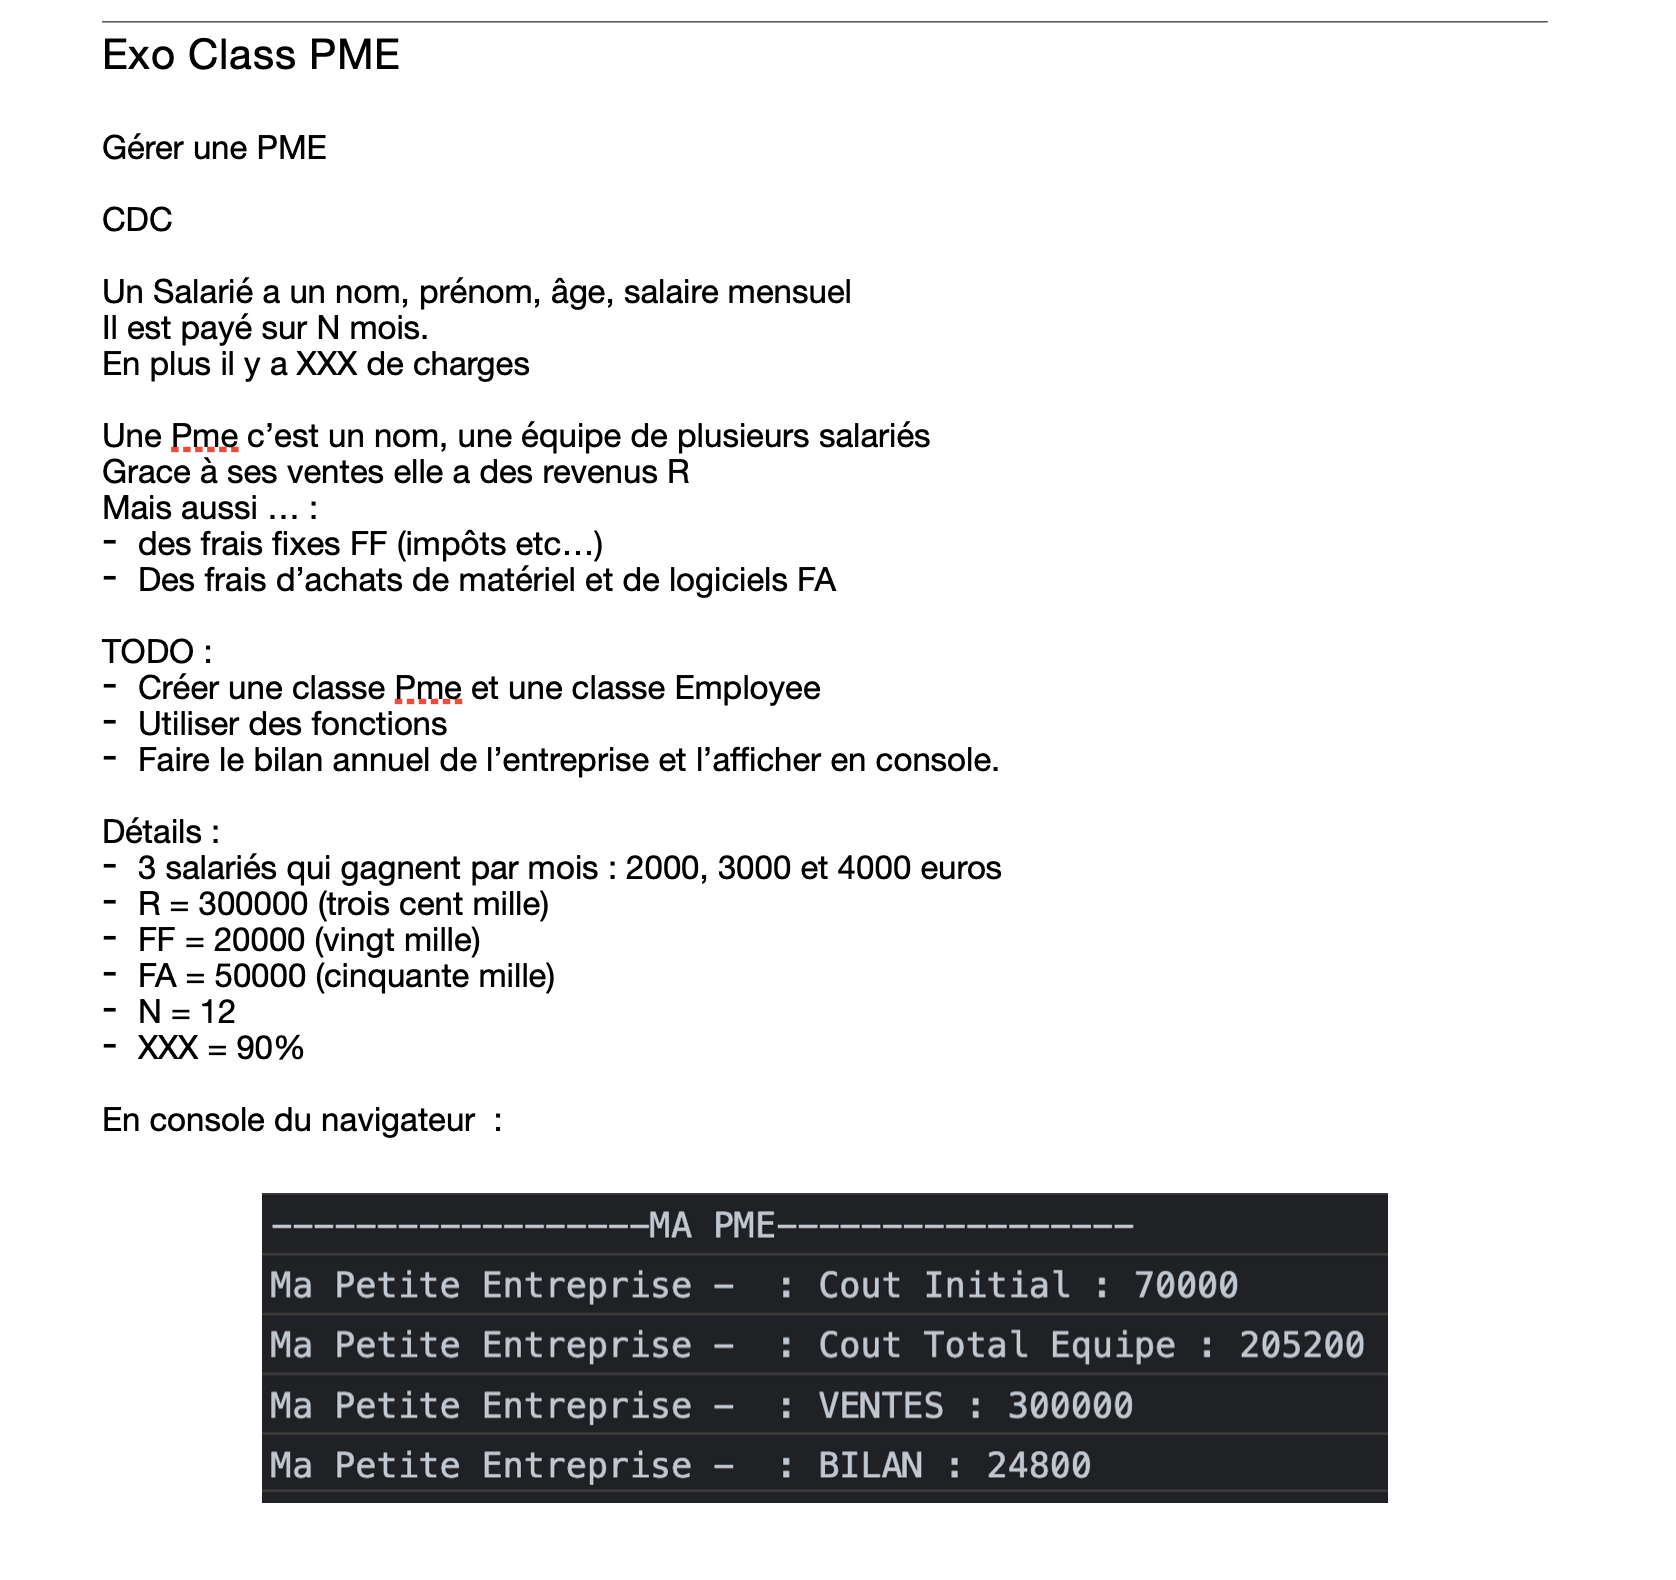 Exo Class PME
Gérer une PME
CDC
Un Salarié a un nom, prénom, âge, salaire mensuel
Il est payé sur N mois.
En plus il y a XXX de charges
Une Pme c’est un nom, une équipe de plusieurs salariés
Grace à ses ventes elle a des revenus R
Mais aussi … :
- des frais fixes FF (impôts etc…)
- Des frais d’achats de matériel et de logiciels FA
TODO :
- Créer une classe Pme et une classe Employee
- Utiliser des fonctions
- Faire le bilan annuel de l’entreprise et l’afficher en console.
Détails :
- 3 salariés qui gagnent par mois : 2000, 3000 et 4000 euros
- R = 300000 (trois cent mille)
- FF = 20000 (vingt mille)
- FA = 50000 (cinquante mille)
- N = 12
- XXX = 90%
En console du navigateur  :
------------------MA PME-----------------
Ma Petite Entreprise -  : Cout Initial : 70000
Ma Petite Entreprise -  : Cout Total Equipe : 205200
Ma Petite Entreprise -  : VENTES : 300000
Ma Petite Entreprise -  : BILAN : 24800